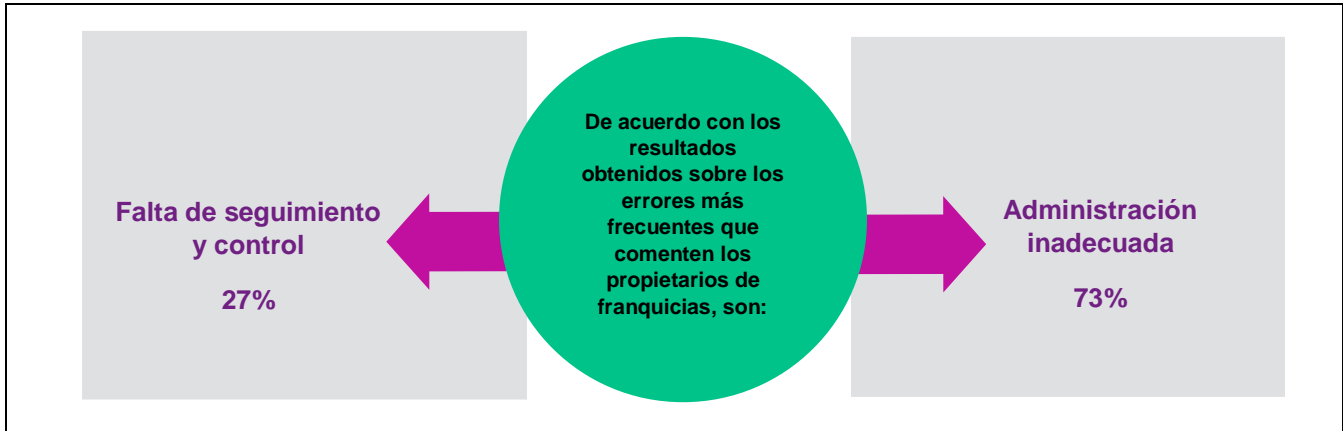 Falta de seguimiento
y control
27%
De acuerdo con los
resultados
obtenidos sobre los
errores más
frecuentes que
comenten los
propietarios de
franquicias, son:
Administración
inadecuada
73%